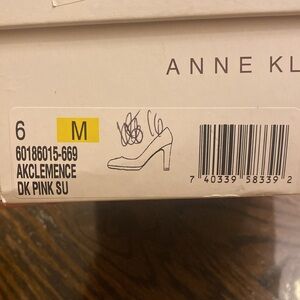 ANNE KL
6 M
60186015-669
AKCLEMENCE
DK PINK SU
7 40339 58339 2